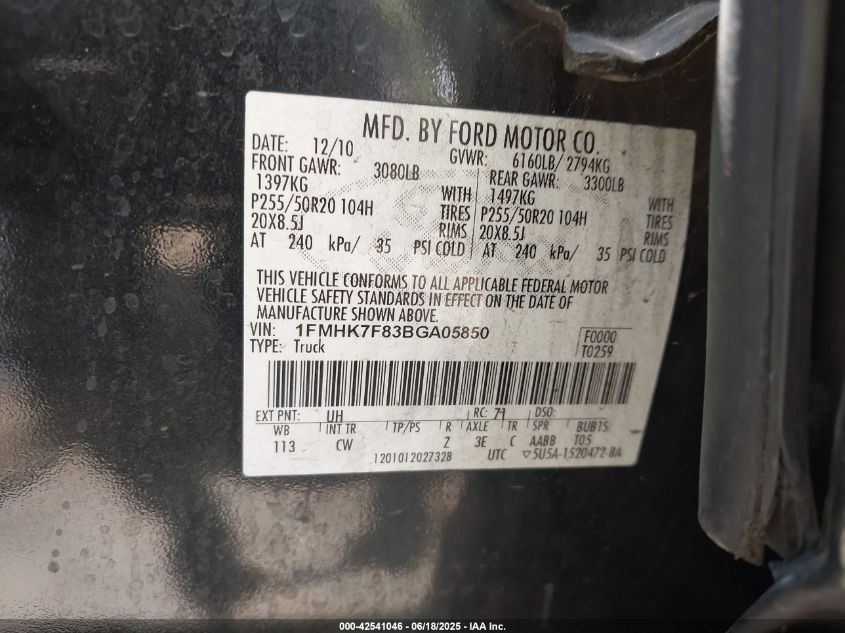 MFD. BY FORD MOTOR CO.
DATE: 12/10 GVWR: 6160LB/ 2794KG
FRONT GAWR: 3080LB REAR GAWR: 3300LB
1397KG WITH 1497KG WITH
P255/50R20 104H TIRES P255/50R20 104H TIRES
20X8.5J RIMS 20X8.5J RIMS
AT 240 kPa/ 35 PSI COLD AT 240 kPa/ 35 PSI COLD
THIS VEHICLE CONFORMS TO ALL APPLICABLE FEDERAL MOTOR
VEHICLE SAFETY STANDARDS IN EFFECT ON THE DATE OF
MANUFACTURE SHOWN ABOVE.
VIN: 1FMHK7F83BGA05850 F0000
TYPE: Truck T0259
EXT PNT: UH RC: 71 DSO:
WB INT TR TP/PS R AXLE TR SPR BUBTS
113 CW Z 3E C AABB T05
1201012027328 UTC ▽5U5A-1520472-BA
000-42541046 - 06/18/2025 - IAA Inc.